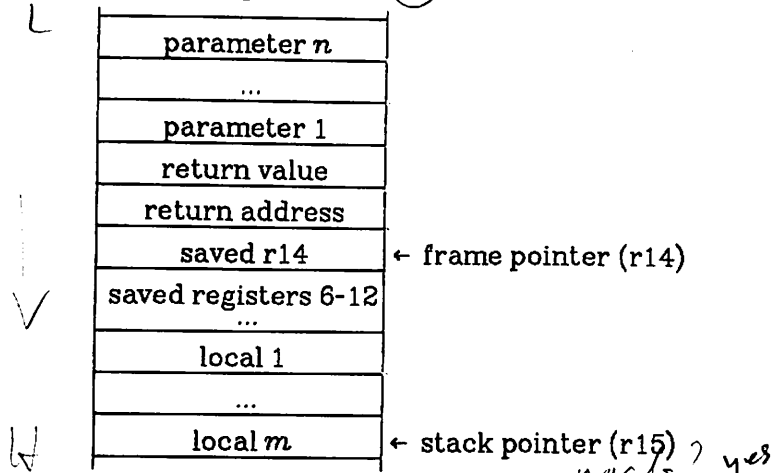 L
parameter n
...
parameter 1
return value
return address
saved r14 ← frame pointer (r14)
saved registers 6-12
...
local 1
...
local m ← stack pointer (r15) ? yes